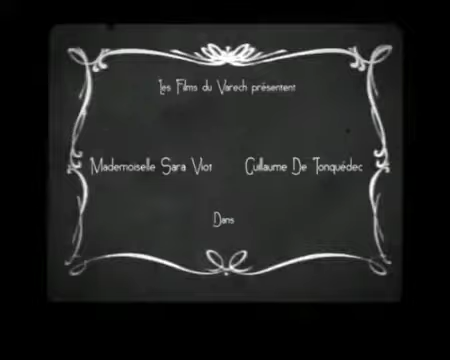 Les Films du Varech présentent
Mademoiselle Sara Viot Guillaume De Tonquédec
Dans